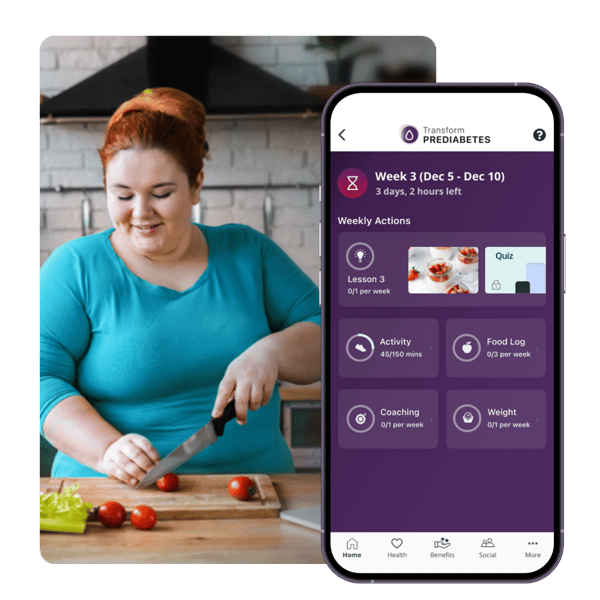 Transform
PREDIABETES
?
Week 3 (Dec 5 - Dec 10)
3 days, 2 hours left
Weekly Actions
Lesson 3
0/1 per week
Quiz
Activity
45/150 mins
Food Log
0/3 per week
Coaching
0/1 per week
Weight
0/1 per week
Home
Health
Benefits
Social
More